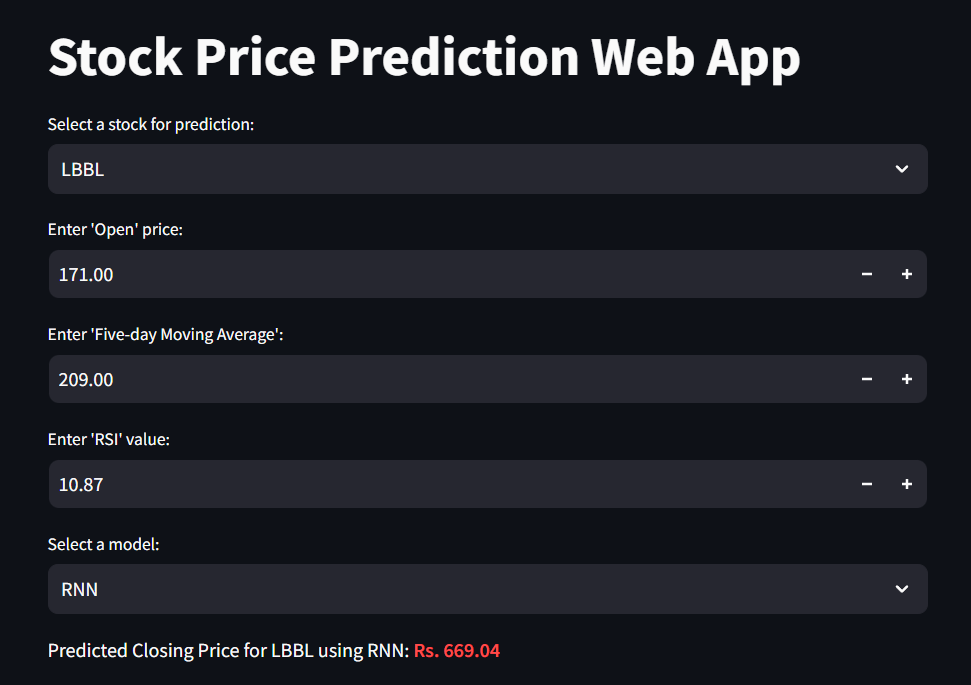 Stock Price Prediction Web App
Select a stock for prediction:
LBBL
Enter 'Open' price:
171.00
Enter 'Five-day Moving Average':
209.00
Enter 'RSI' value:
10.87
Select a model:
RNN
Predicted Closing Price for LBBL using RNN: Rs. 669.04